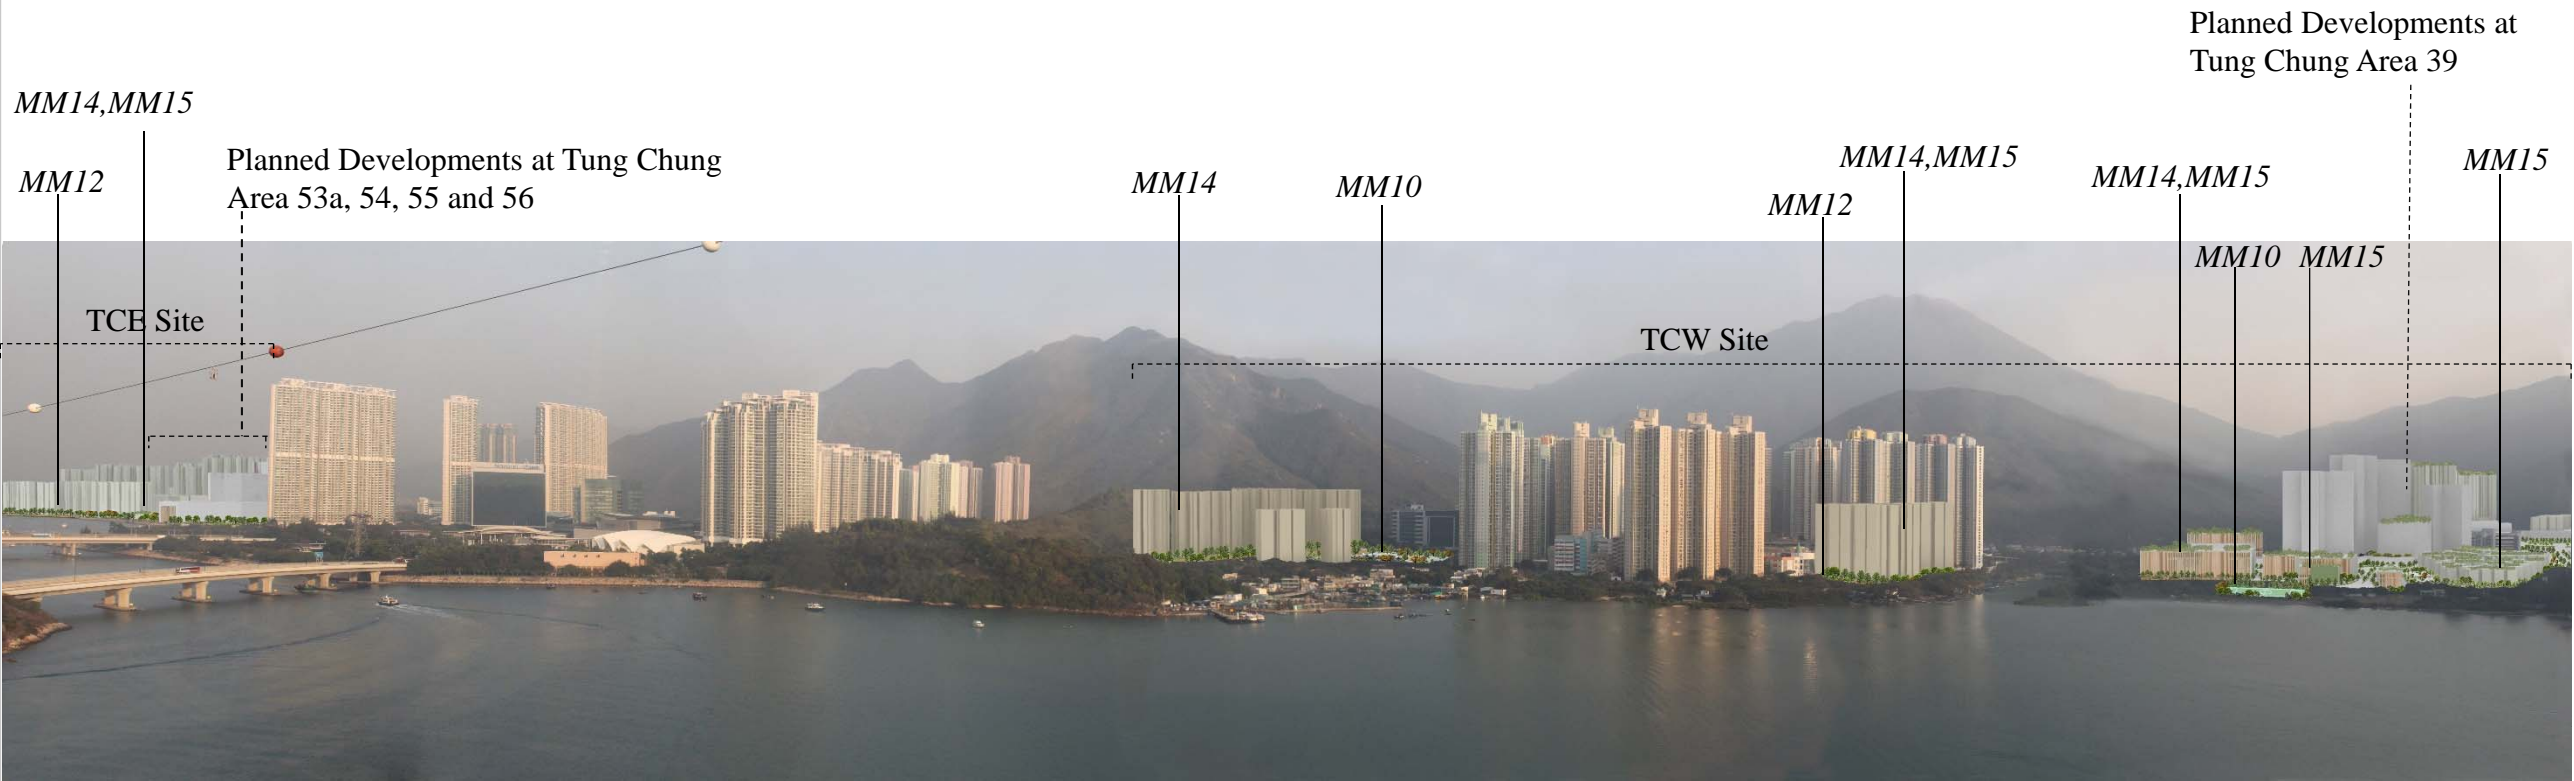 Planned Developments at
Tung Chung Area 39
MM14,MM15
MM12
Planned Developments at Tung Chung
Area 53a, 54, 55 and 56
MM14
MM10
MM12
MM14,MM15
MM14,MM15
MM15
MM10
MM15
TCE Site
TCW Site